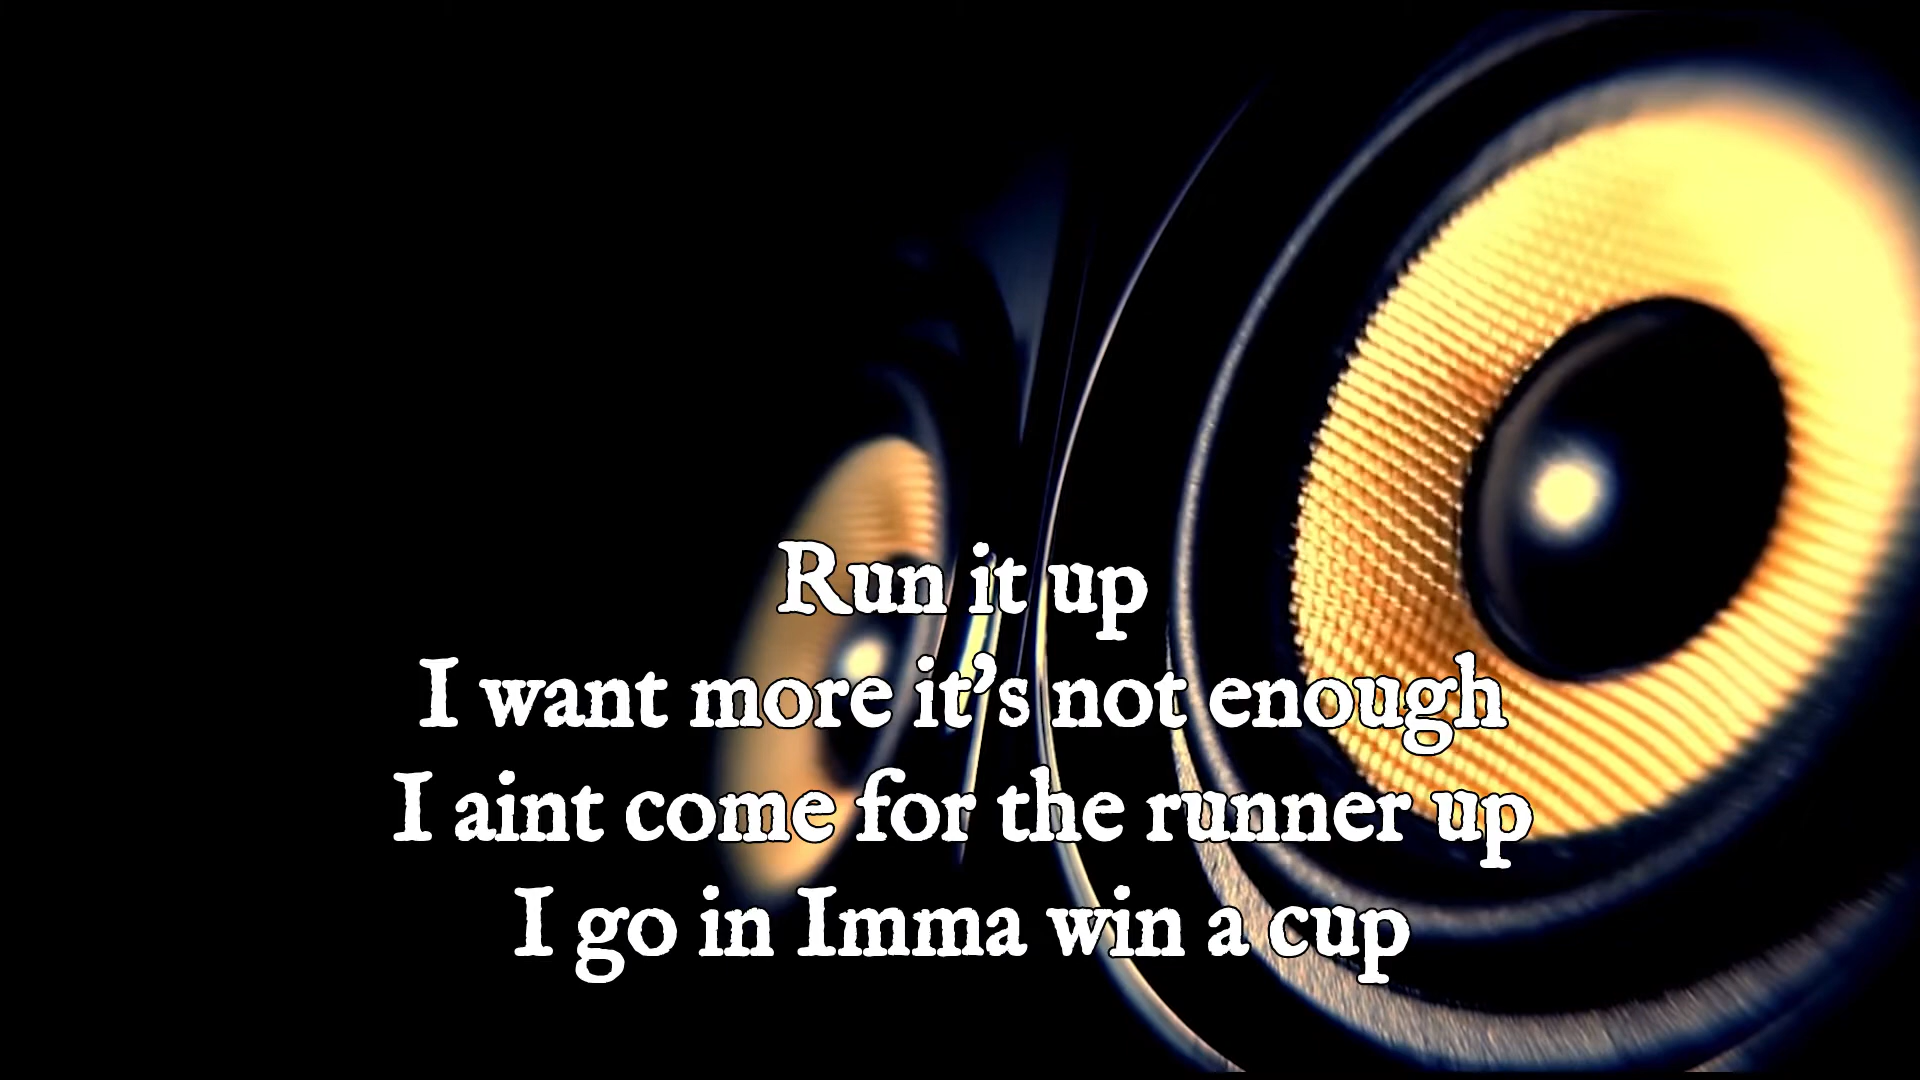 Run it up
I want more it's not enough
I aint come for the runner up
I go in Imma win a cup